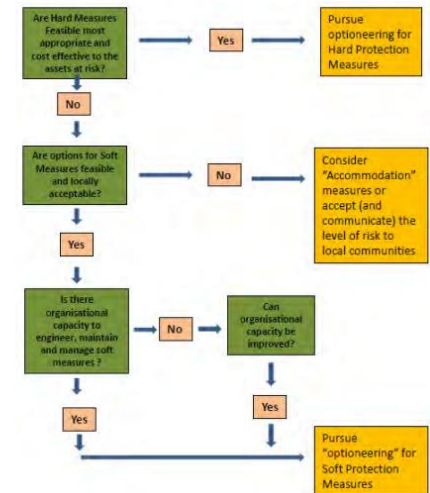 Are Hard Measures
Feasible most
appropriate and
cost effective to the
assets at risk?
Yes
Pursue
optioneering for
Hard Protection
Measures
No
Are options for Soft
Measures feasible
and locally
acceptable?
No
Consider
“Accommodation”
measures or
accept (and
communicate) the
level of risk to
local communities
Yes
Is there
organisational
capacity to
engineer, maintain
and manage soft
measures ?
No
Can
organisational
capacity be
improved?
Yes
Yes
Pursue
“optioneering” for
Soft Protection
Measures